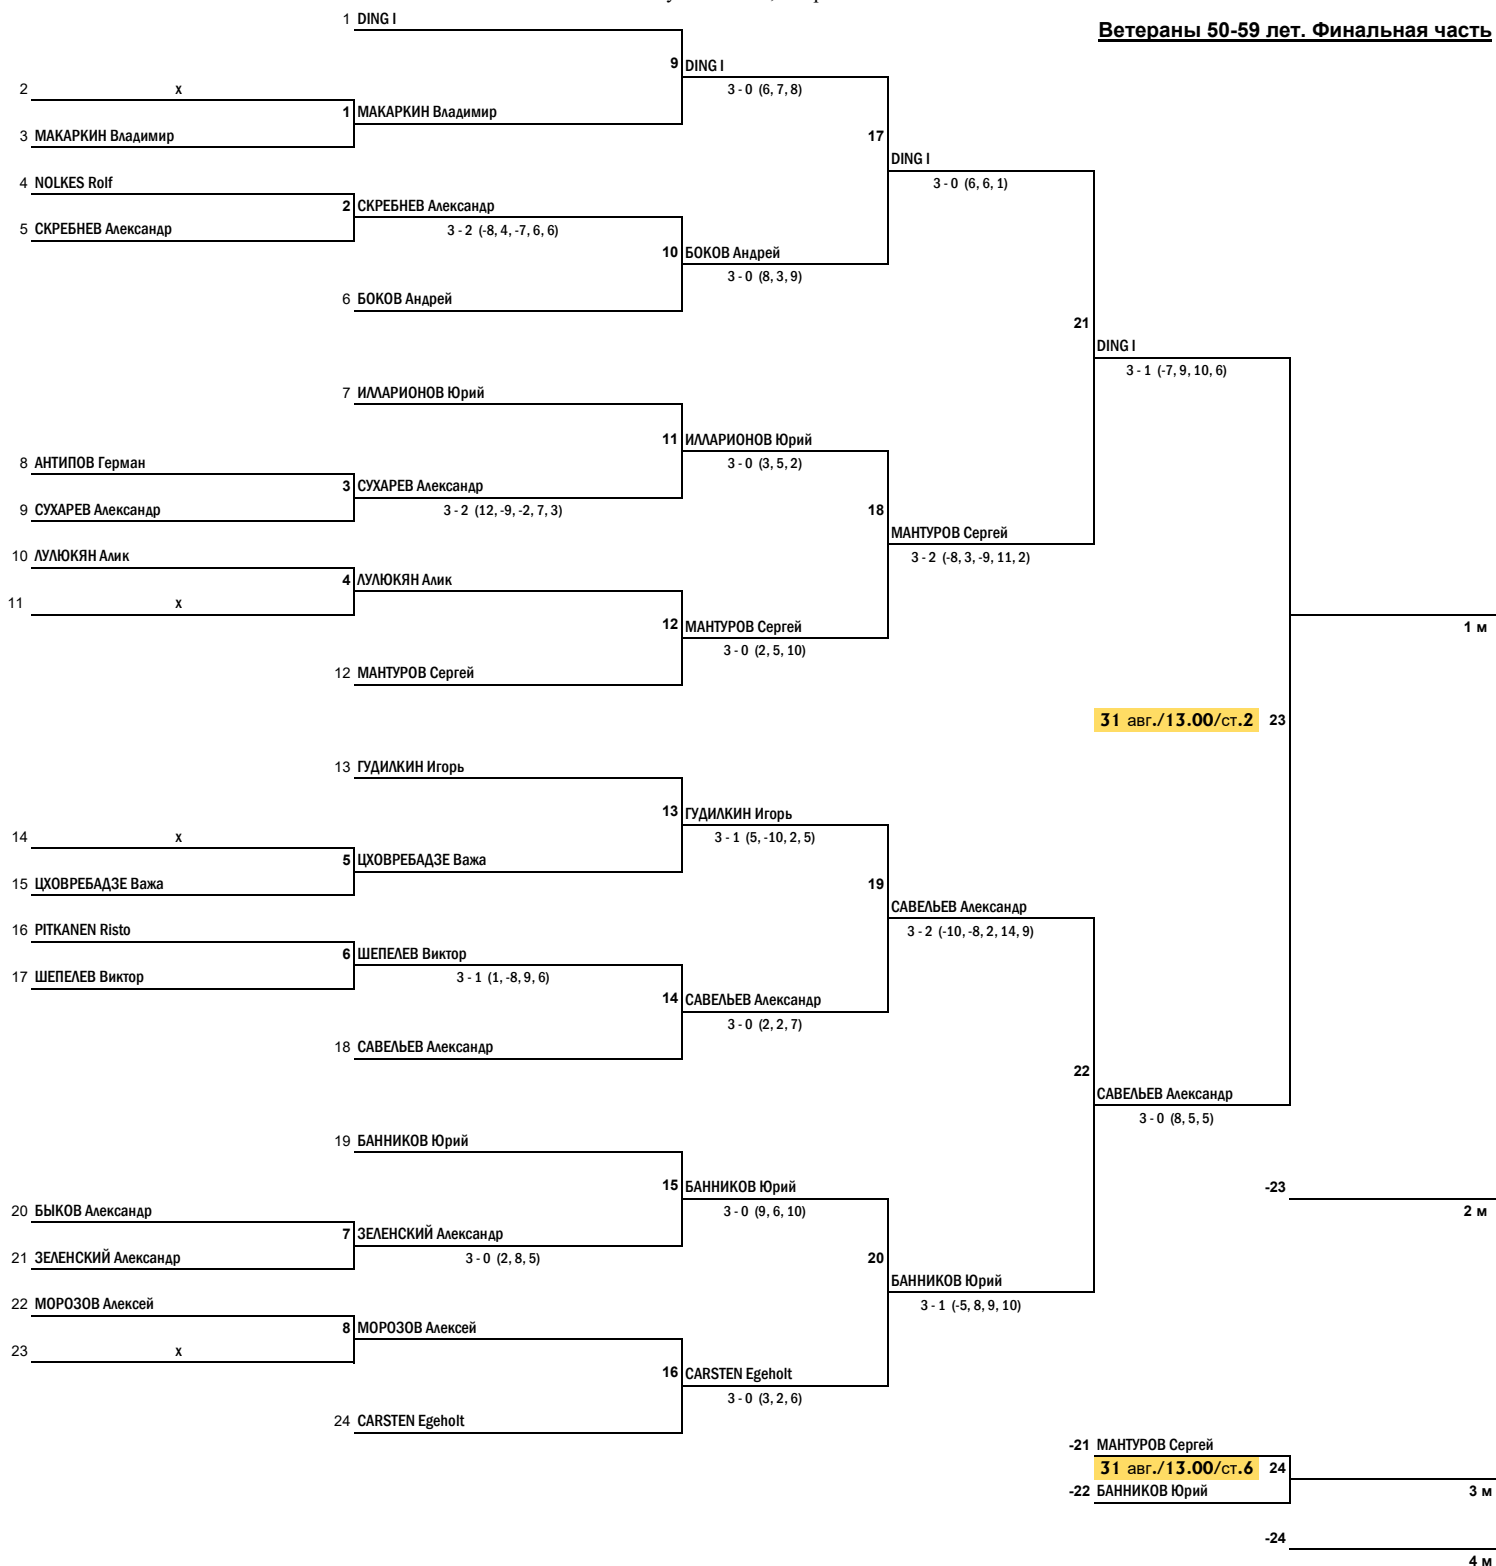 1 DING I
Ветераны 50-59 лет. Финальная часть
9 DING I
3 - 0 (6, 7, 8)
2 x
1 МАКАРКИН Владимир
3 МАКАРКИН Владимир
17
DING I
3 - 0 (6, 6, 1)
4 NOLKES Rolf
2 СКРЕБНЕВ Александр
3 - 2 (-8, 4, -7, 6, 6)
5 СКРЕБНЕВ Александр
10 БОКОВ Андрей
3 - 0 (8, 3, 9)
6 БОКОВ Андрей
21
DING I
3 - 1 (-7, 9, 10, 6)
7 ИЛЛАРИОНОВ Юрий
11 ИЛЛАРИОНОВ Юрий
3 - 0 (3, 5, 2)
8 АНТИПОВ Герман
3 СУХАРЕВ Александр
3 - 2 (12, -9, -2, 7, 3)
9 СУХАРЕВ Александр
18
МАНТУРОВ Сергей
3 - 2 (-8, 3, -9, 11, 2)
10 ЛУЛЮКЯН Алик
4 ЛУЛЮКЯН Алик
11 x
12 МАНТУРОВ Сергей
3 - 0 (2, 5, 10)
1 м
12 МАНТУРОВ Сергей
31 авг./13.00/ст.2 23
13 ГУДИЛКИН Игорь
13 ГУДИЛКИН Игорь
3 - 1 (5, -10, 2, 5)
14 x
5 ЦХОВРЕБАДЗЕ Важа
15 ЦХОВРЕБАДЗЕ Важа
19
САВЕЛЬЕВ Александр
3 - 2 (-10, -8, 2, 14, 9)
16 PITKANEN Risto
6 ШЕПЕЛЕВ Виктор
3 - 1 (1, -8, 9, 6)
17 ШЕПЕЛЕВ Виктор
14 САВЕЛЬЕВ Александр
3 - 0 (2, 2, 7)
18 САВЕЛЬЕВ Александр
22
САВЕЛЬЕВ Александр
3 - 0 (8, 5, 5)
19 БАННИКОВ Юрий
15 БАННИКОВ Юрий
3 - 0 (9, 6, 10)
-23
2 м
20 БЫКОВ Александр
7 ЗЕЛЕНСКИЙ Александр
3 - 0 (2, 8, 5)
21 ЗЕЛЕНСКИЙ Александр
20
БАННИКОВ Юрий
3 - 1 (-5, 8, 9, 10)
22 МОРОЗОВ Алексей
8 МОРОЗОВ Алексей
23 x
16 CARSTEN Egeholt
3 - 0 (3, 2, 6)
24 CARSTEN Egeholt
-21 МАНТУРОВ Сергей
31 авг./13.00/ст.6 24
-22 БАННИКОВ Юрий
3 м
-24
4 м